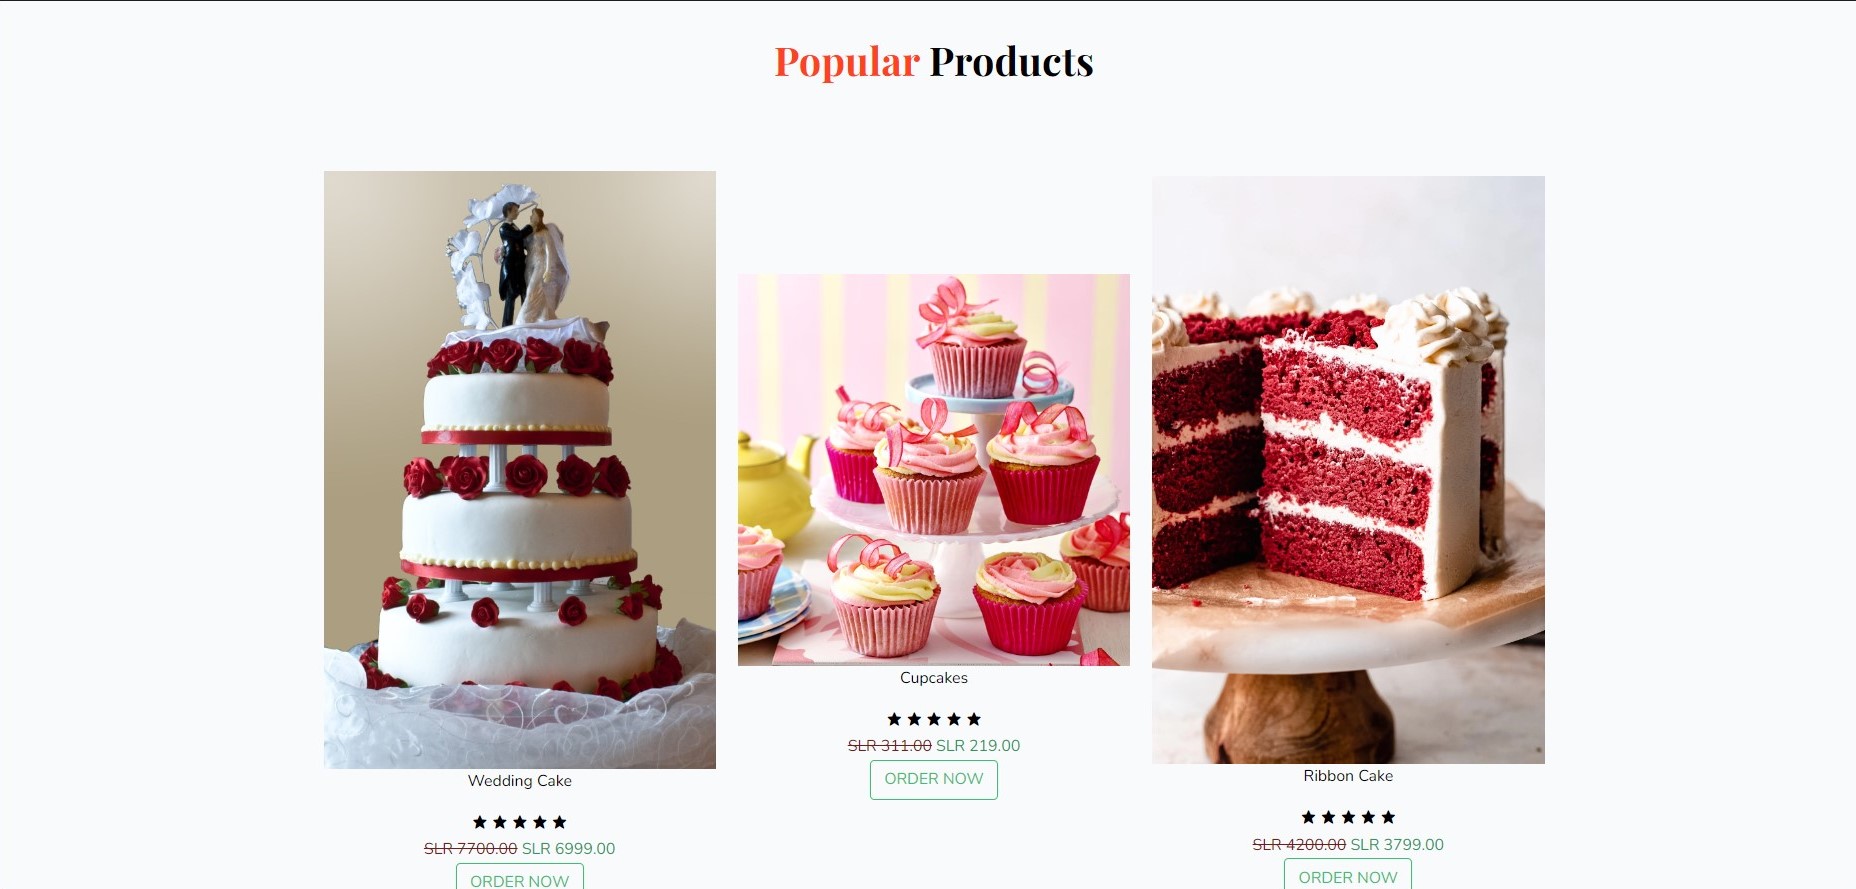 Popular Products
Wedding Cake
SLR 7700.00 SLR 6999.00
ORDER NOW
Cupcakes
SLR 311.00 SLR 219.00
ORDER NOW
Ribbon Cake
SLR 4200.00 SLR 3799.00
ORDER NOW